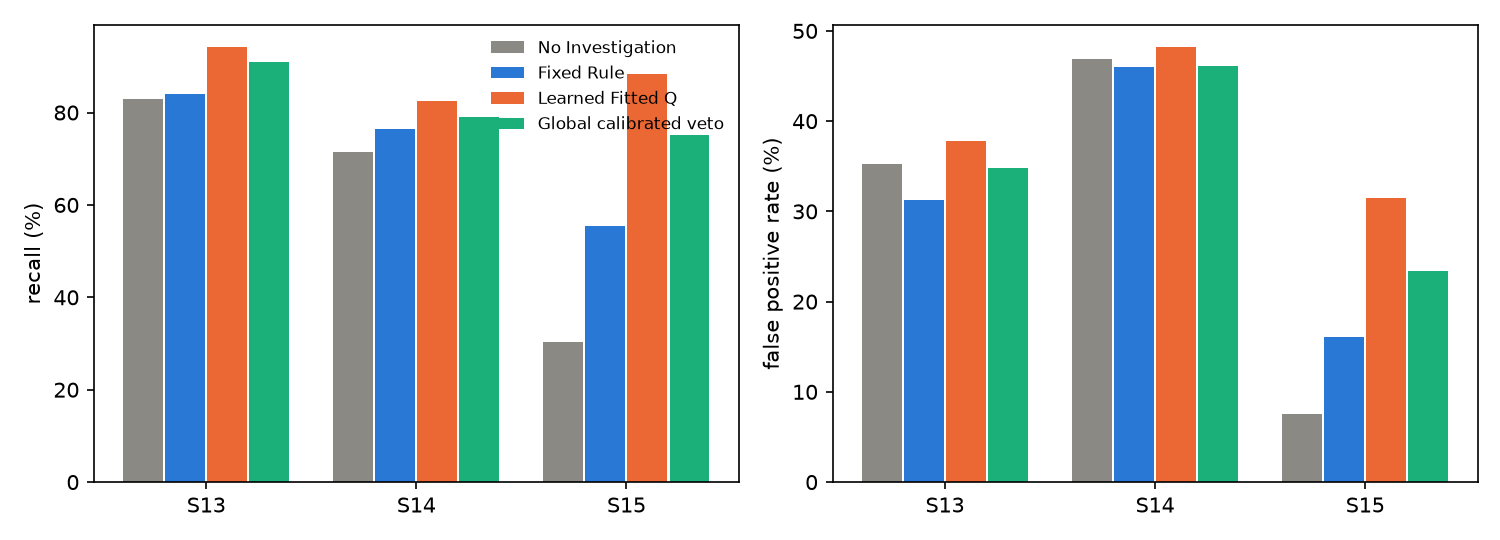 recall (%)
80
60
40
20
0
S13
S14
S15
No Investigation
Fixed Rule
Learned Fitted Q
Global calibrated veto
false positive rate (%)
50
40
30
20
10
0
S13
S14
S15